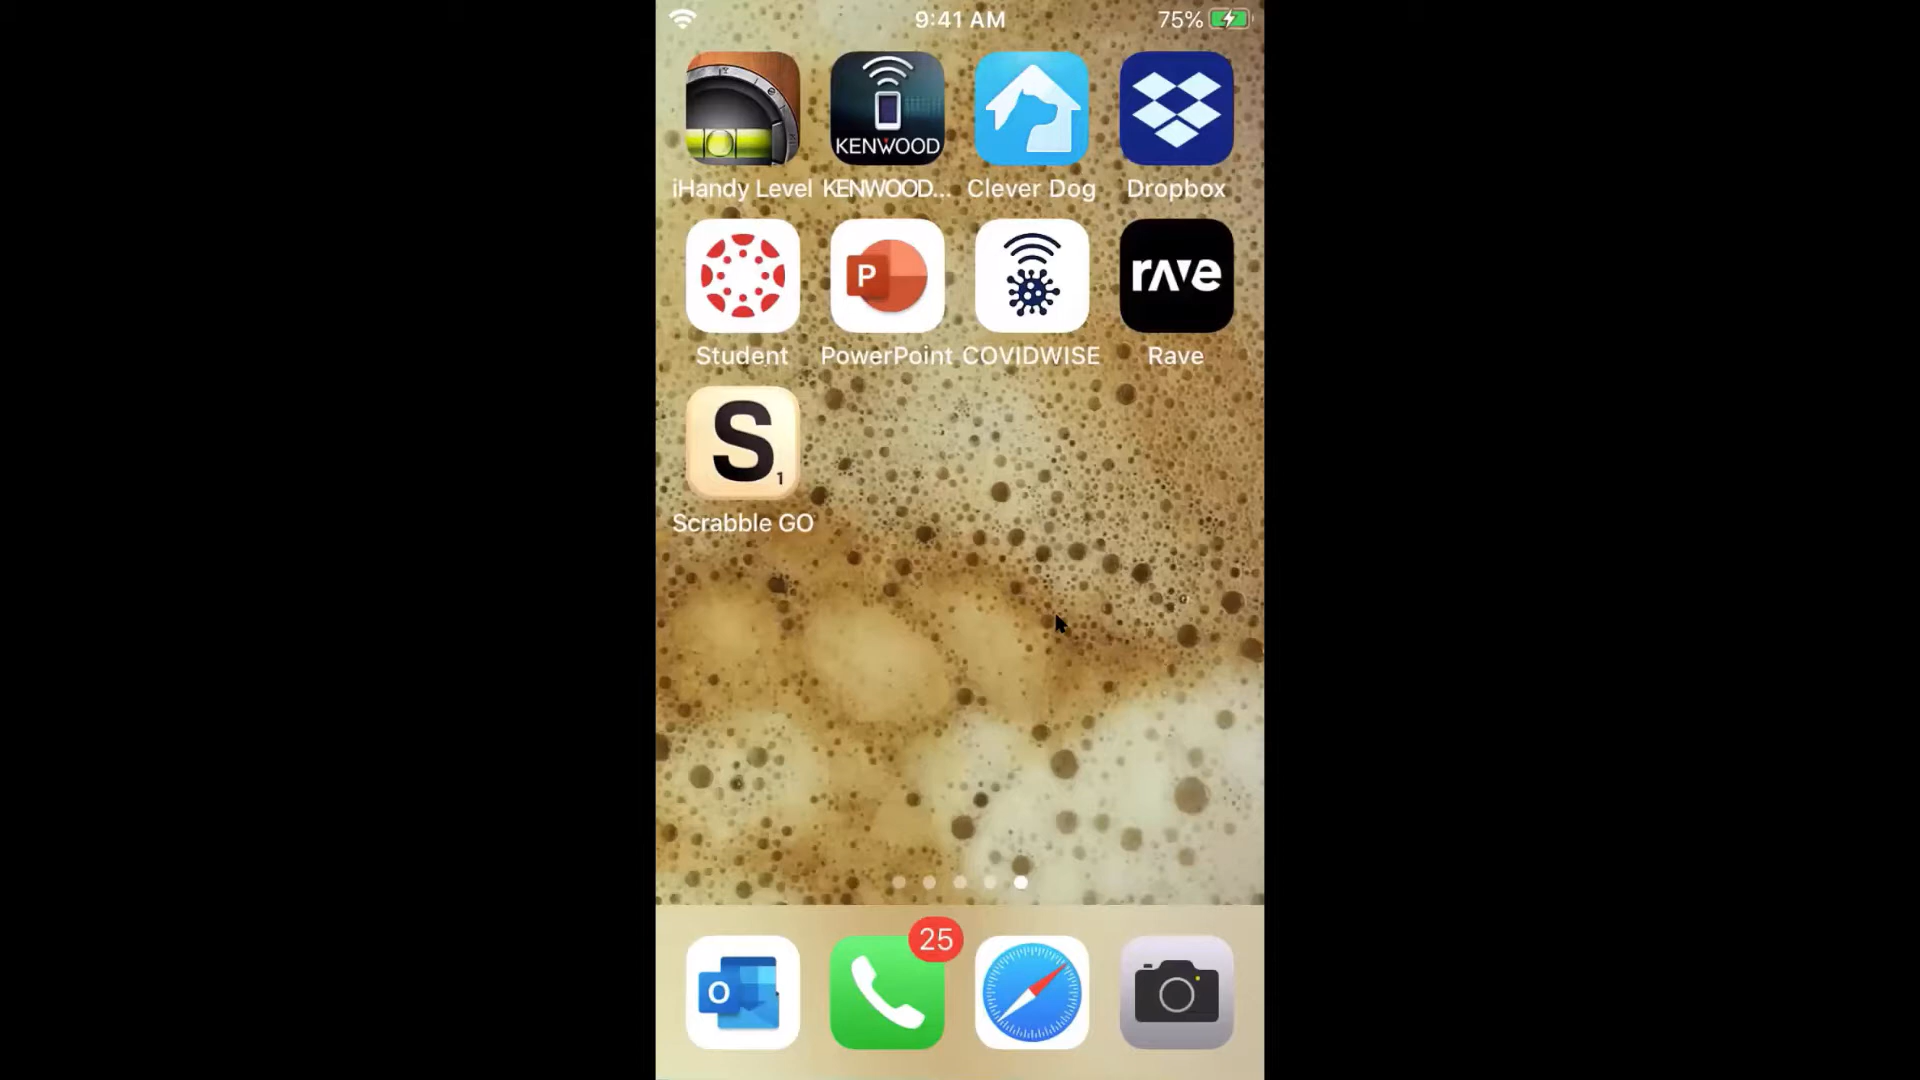 9:41 AM
75%
KENWOOD
iHandy Level KENWOOD... Clever Dog Dropbox
P
rave
Student PowerPoint COVIDWISE Rave
S1
Scrabble GO
25
O